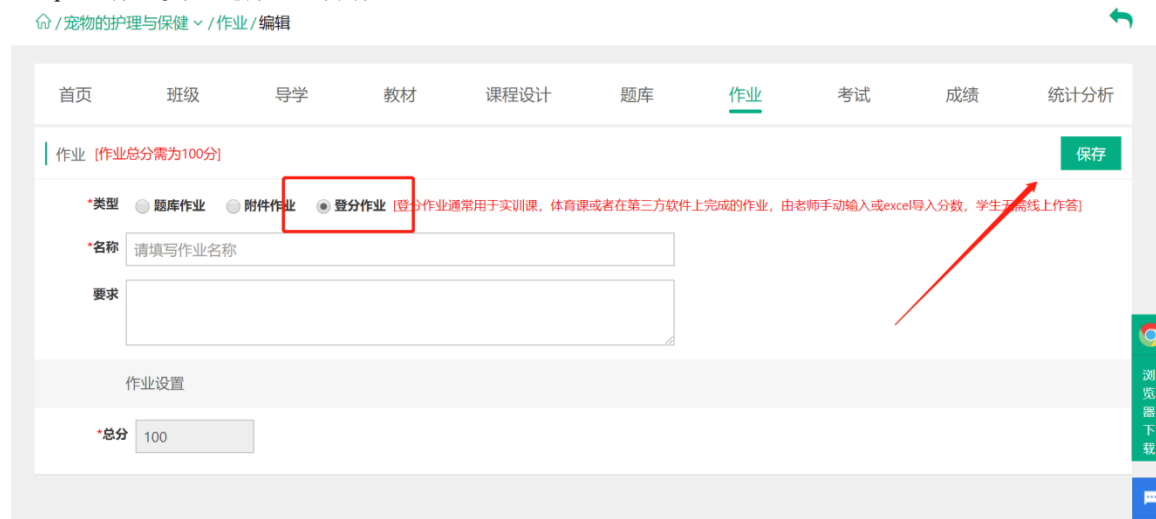 /宠物的护理与保健/作业/编辑
首页 班级 导学 教材 课程设计 题库 作业 考试 成绩 统计分析
作业 [作业总分需为100分] 保存
*类型 题库作业 附件作业 登分作业 [登分作业通常用于实训课，体育课或者在第三方软件上完成的作业，由老师手动输入或excel导入分数，学生无需线上作答]
*名称 请填写作业名称
要求
浏览器下载
作业设置
*总分 100